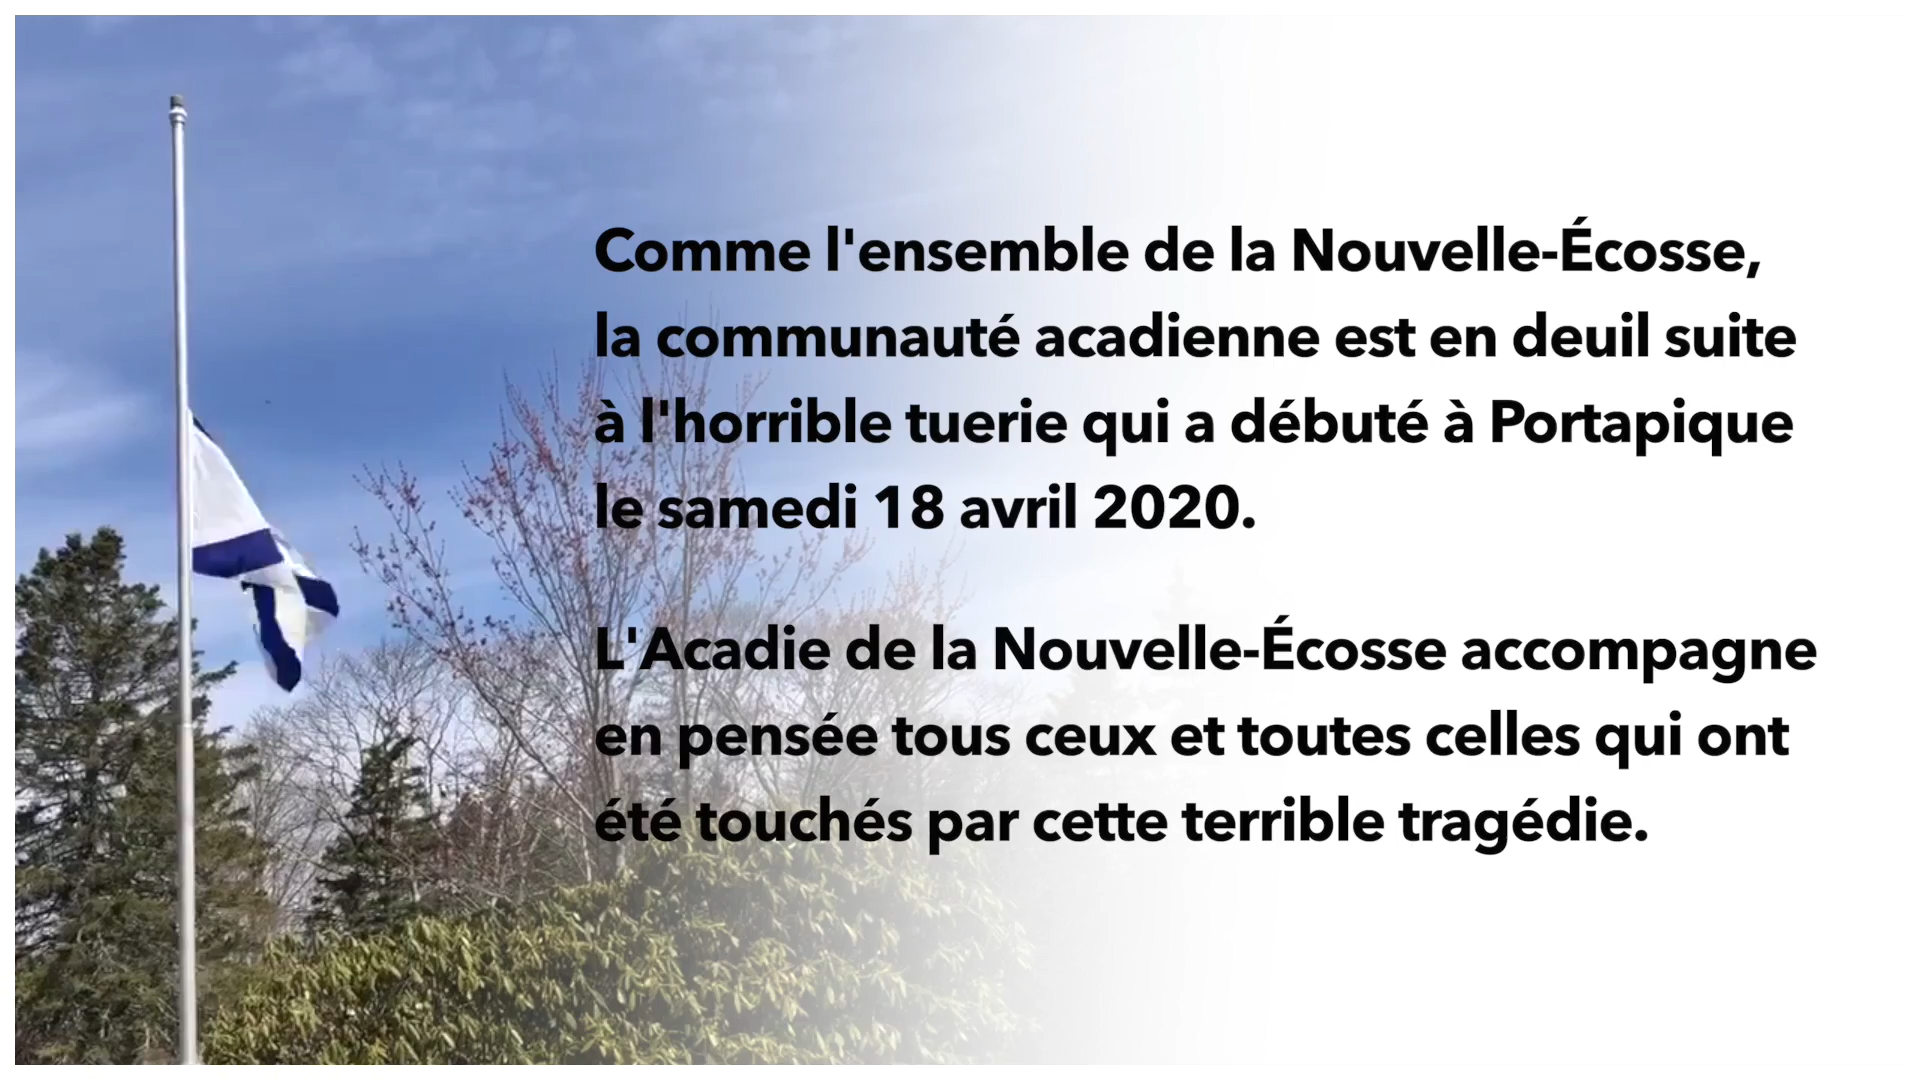 Comme l'ensemble de la Nouvelle-Écosse,
la communauté acadienne est en deuil suite
à l'horrible tuerie qui a débuté à Portapique
le samedi 18 avril 2020.
L'Acadie de la Nouvelle-Écosse accompagne
en pensée tous ceux et toutes celles qui ont
été touchés par cette terrible tragédie.